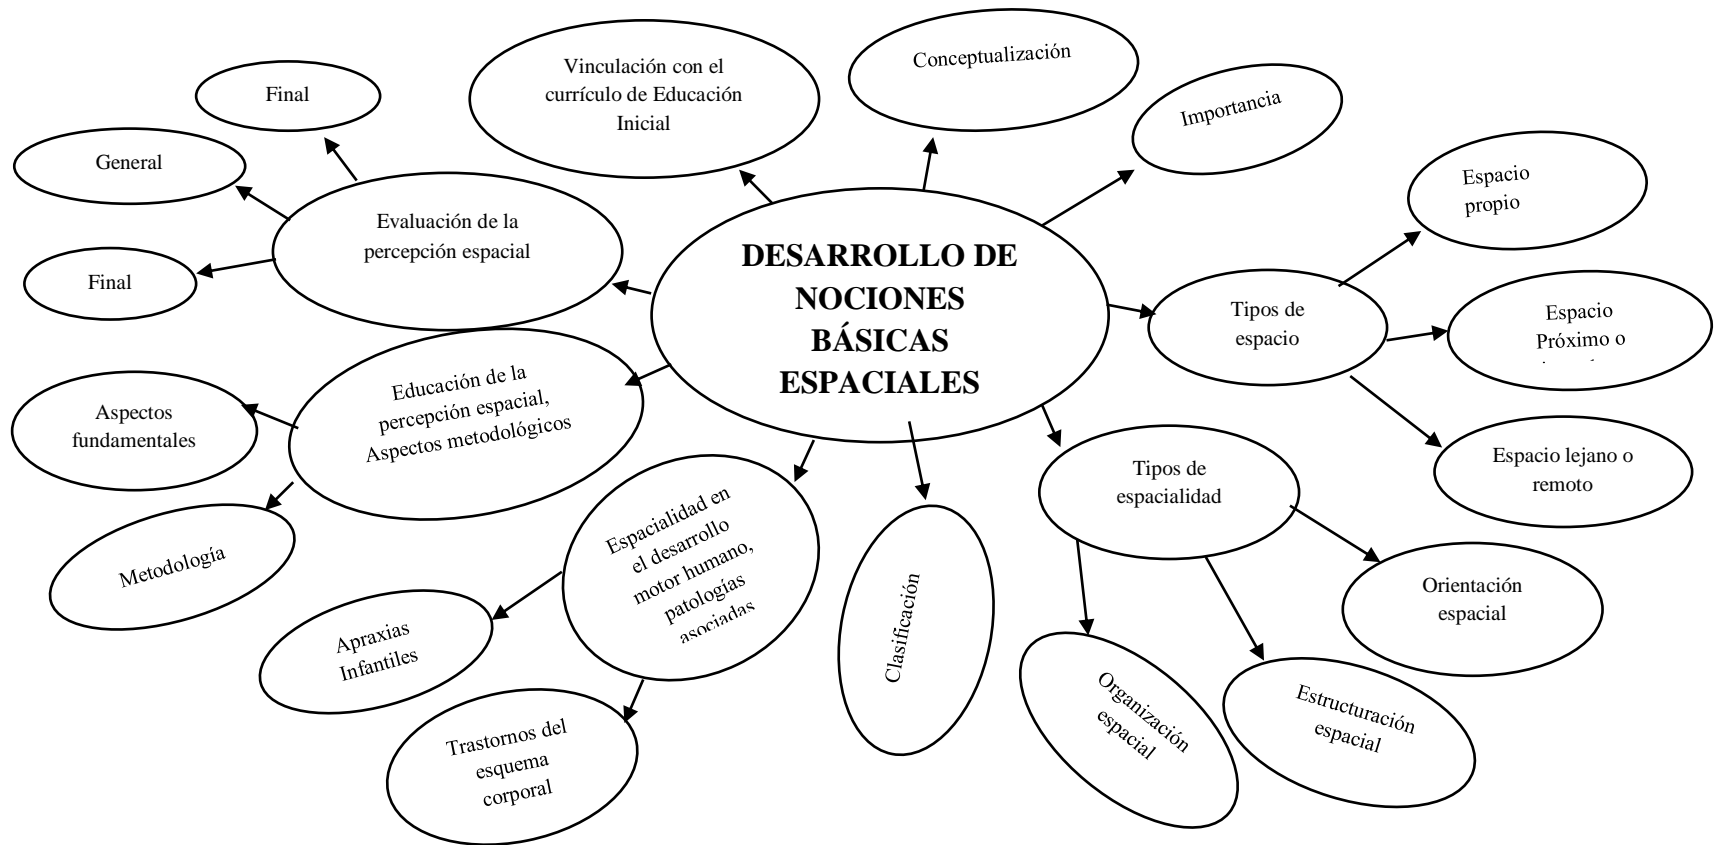 Final
General
Final
Evaluación de la
percepción espacial
Vinculación con el
currículo de Educación
Inicial
Conceptualización
Importancia
DESARROLLO DE
NOCIONES
BÁSICAS
ESPACIALES
Tipos de
espacio
Espacio
propio
Espacio
Próximo o
Espacio lejano o
remoto
Educación de la
percepción espacial,
Aspectos metodológicos
Aspectos
fundamentales
Metodología
Espacialidad en
el desarrollo
motor humano,
patologías
asociadas
Apraxias
Infantiles
Trastornos del
esquema
corporal
Clasificación
Tipos de
espacialidad
Orientación
espacial
Organización
espacial
Estructuración
espacial